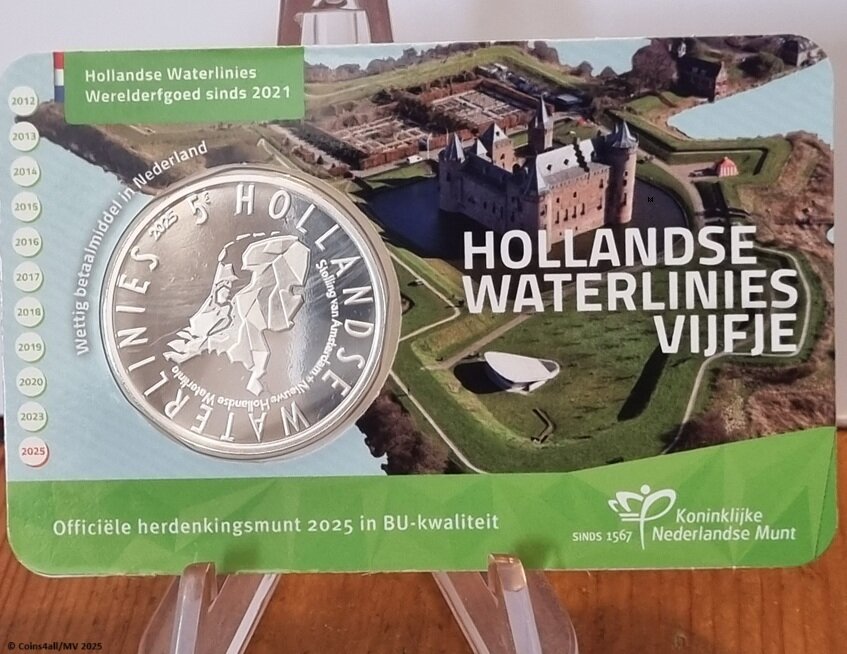 Hollandse Waterlinies
Werelderfgoed sinds 2021
2012
2013
2014
2015
2016
2017
2018
2019
2020
2023
2025
Wettig betaalmiddel in Nederland
2025 5€ HOLLANDSE WATERLINIES
Stelling van Amsterdam + Nieuwe Hollandse Waterlinie
HOLLANDSE
WATERLINIES
VIJFJE
Officiële herdenkingsmunt 2025 in BU-kwaliteit
SINDS 1567
Koninklijke
Nederlandse Munt
© Coins4all/MV 2025